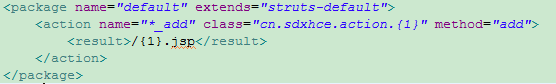 <package name="default" extends="struts-default">
<action name="*_add" class="cn.sdxhce.action.{1}" method="add">
<result>/{1}.jsp</result>
</action>
</package>